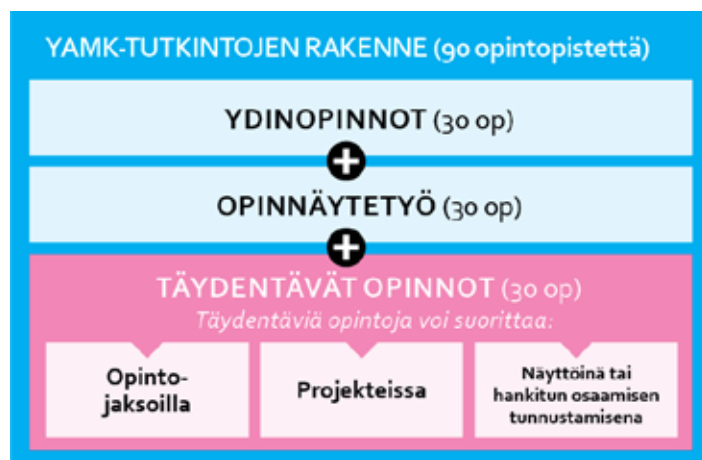 YAMK-TUTKINTOJEN RAKENNE (90 opintopistettä)
YDINOPINNOT (30 op)
+
OPINNÄYTETYÖ (30 op)
+
TÄYDENTÄVÄT OPINNOT (30 op)
Täydentäviä opintoja voi suorittaa:
Opinto-
jaksoilla
Projekteissa
Näyttöinä tai
hankitun osaamisen
tunnustamisena